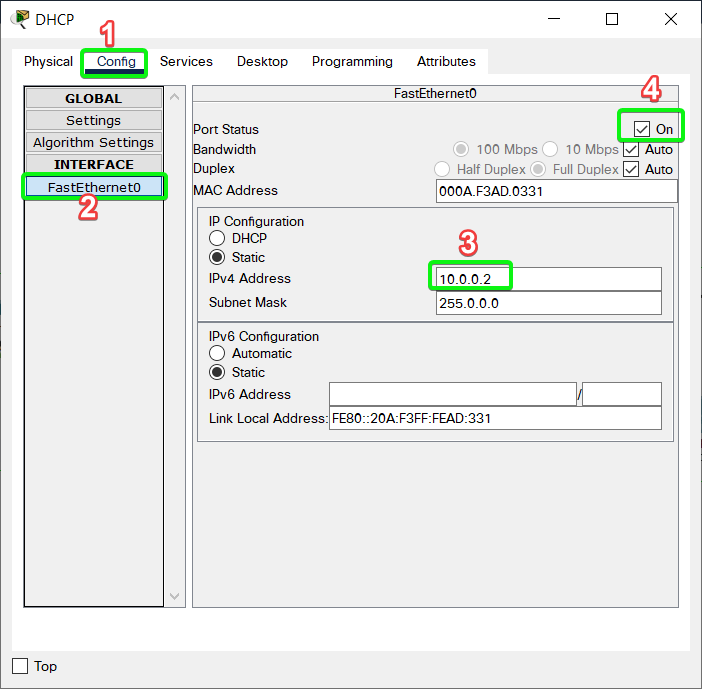 DHCP
1
Physical Config Services Desktop Programming Attributes
GLOBAL
Settings
Algorithm Settings
INTERFACE
FastEthernet0
2
FastEthernet0
4
Port Status On
Bandwidth 100 Mbps 10 Mbps Auto
Duplex Half Duplex Full Duplex Auto
MAC Address 000A.F3AD.0331
IP Configuration
DHCP
3
Static
IPv4 Address 10.0.0.2
Subnet Mask 255.0.0.0
IPv6 Configuration
Automatic
Static
IPv6 Address /
Link Local Address: FE80::20A:F3FF:FEAD:331
Top